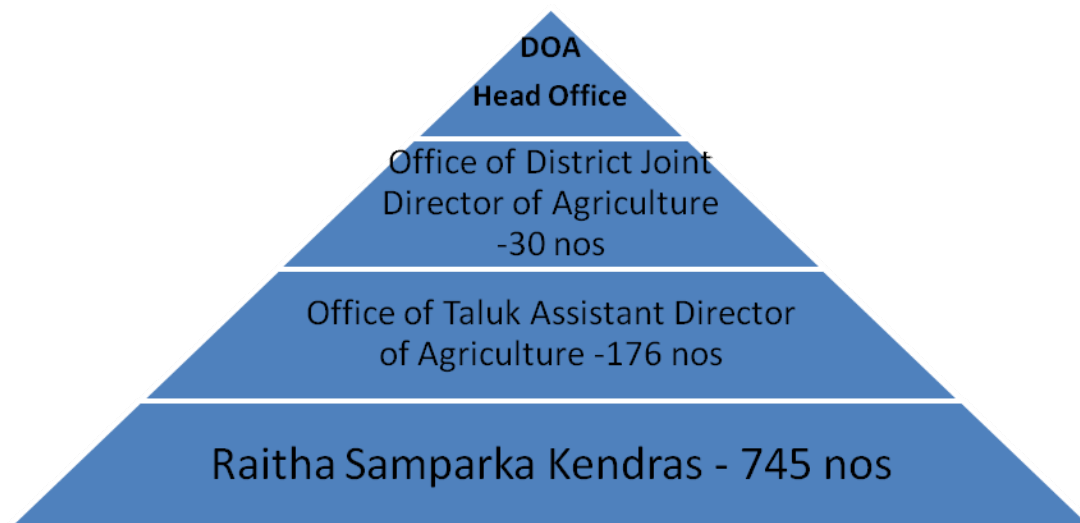 DOA
Head Office
Office of District Joint
Director of Agriculture
-30 nos
Office of Taluk Assistant Director
of Agriculture -176 nos
Raitha Samparka Kendras - 745 nos